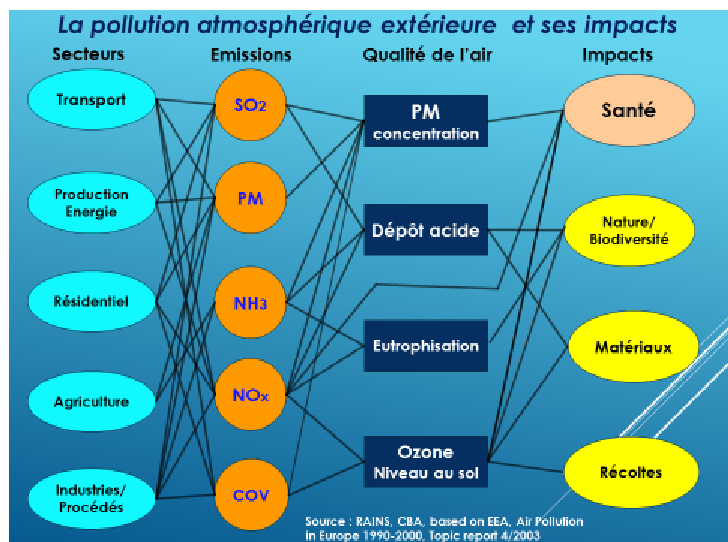 La pollution atmosphérique extérieure et ses impacts
Secteurs
Emissions
Qualité de l'air
Impacts
Transport
Production
Energie
Résidentiel
Agriculture
Industries/
Procédés
SO2
PM
NH3
NOx
COV
PM
concentration
Dépôt acide
Eutrophisation
Ozone
Niveau au sol
Santé
Nature/
Biodiversité
Matériaux
Récoltes
Source : RAINS, CBA, based on EEA, Air Pollution
in Europe 1990-2000, Topic report 4/2003